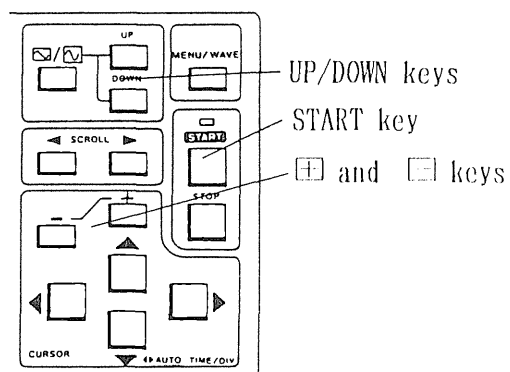 UP
MENU/WAVE
DOWN
UP/DOWN keys
START key
START
◀ SCROLL ▶
+ and - keys
STOP
- +
CURSOR
AUTO TIME/DIV